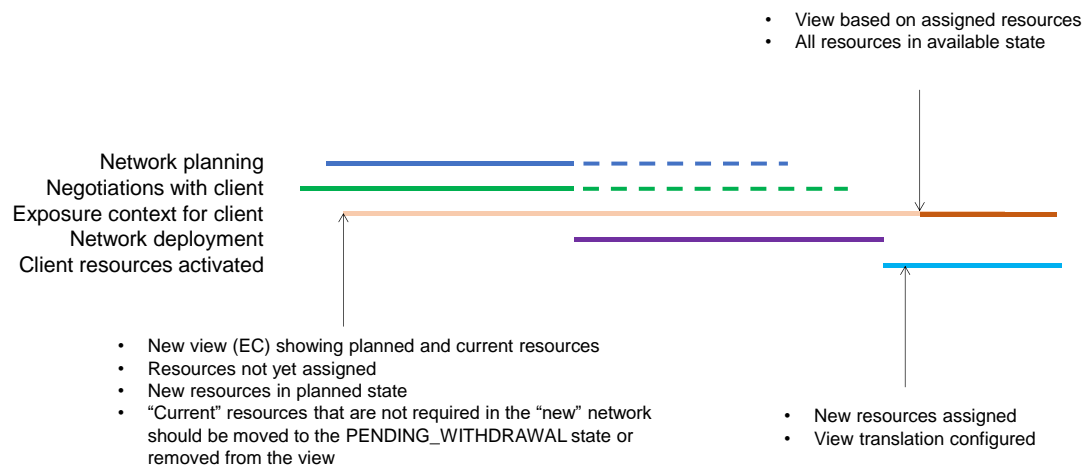 • View based on assigned resources
• All resources in available state
Network planning
Negotiations with client
Exposure context for client
Network deployment
Client resources activated
• New view (EC) showing planned and current resources
• Resources not yet assigned
• New resources in planned state
• “Current” resources that are not required in the “new” network
should be moved to the PENDING_WITHDRAWAL state or
removed from the view
• New resources assigned
• View translation configured